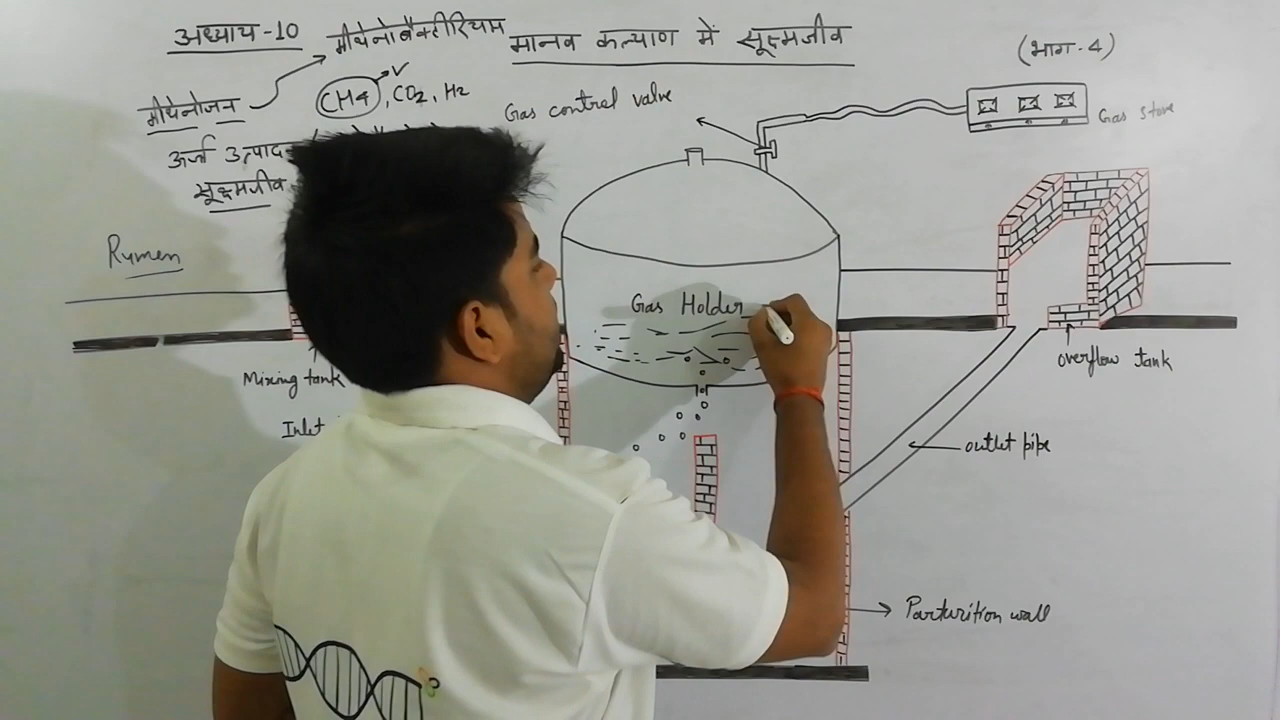 अध्याय-10
मीथेनोबैक्टीरियम
मानव कल्याण में सूक्ष्मजीव
(भाग-4)
मीथेनोजन
CH4, CO2, H2
Gas control valve
Gas stove
ऊर्जा उत्पाद
सूक्ष्मजीव
Rumen
Gas Holder
Mixing tank
overflow tank
Inlet
outlet pipe
Parturition wall